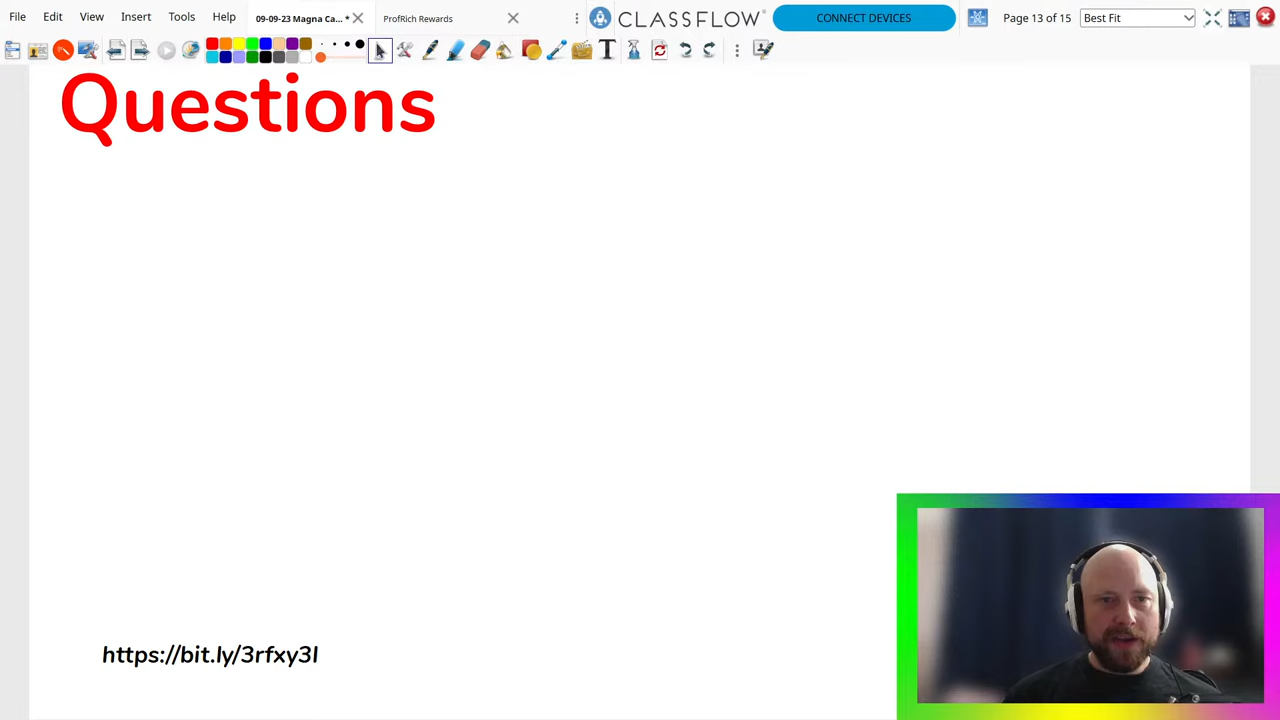 File Edit View Insert Tools Help
09-09-23 Magna Ca... *
ProfRich Rewards
CLASSFLOW
CONNECT DEVICES
Page 13 of 15
Best Fit
T
Questions
https://bit.ly/3rfxy3I